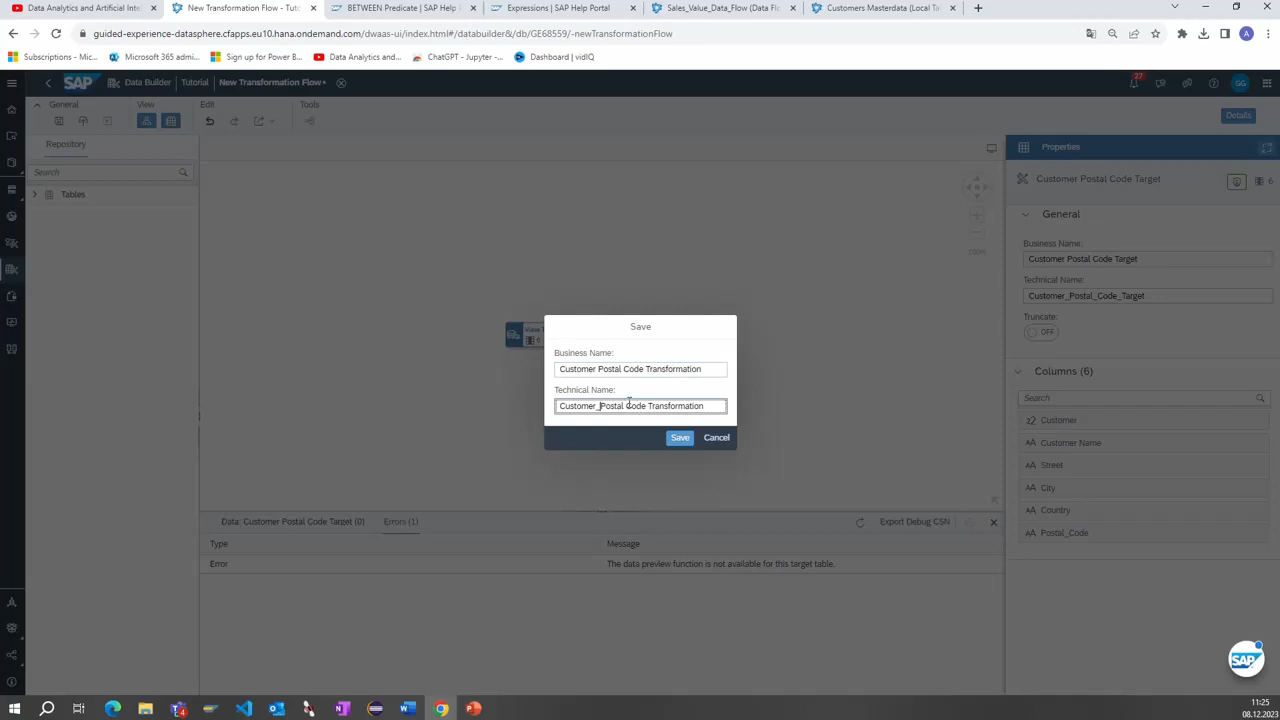 Data Analytics and Artificial Intel
New Transformation Flow - Tuto
BETWEEN Predicate | SAP Help
Expressions | SAP Help Portal
Sales_Value_Data_Flow (Data Fl
Customers Masterdata (Local Ta
guided-experience-datasphere.cfapps.eu10.hana.ondemand.com/dwaas-ui/index.html#/databuilder&/db/GE68559/-newTransformationFlow
A
Subscriptions - Mic...
Microsoft 365 admi...
Sign up for Power B...
Data Analytics and...
ChatGPT - Jupyter -...
Dashboard | vidIQ
SAP
Data Builder
Tutorial
New Transformation Flow*
27
GG
General
View
Edit
Tools
Details
Repository
Properties
Search
Customer Postal Code Target
6
Tables
General
Business Name:
Customer Postal Code Target
Technical Name:
Customer_Postal_Code_Target
Truncate:
OFF
View
6
Save
Business Name:
Customer Postal Code Transformation
Technical Name:
Customer_Postal Code Transformation
Save
Cancel
Columns (6)
Search
Customer
Customer Name
Street
City
Country
Postal_Code
Data: Customer Postal Code Target (0)
Errors (1)
Export Debug CSN
Type
Message
Error
The data preview function is not available for this target table.
SAP
11:25
08.12.2023